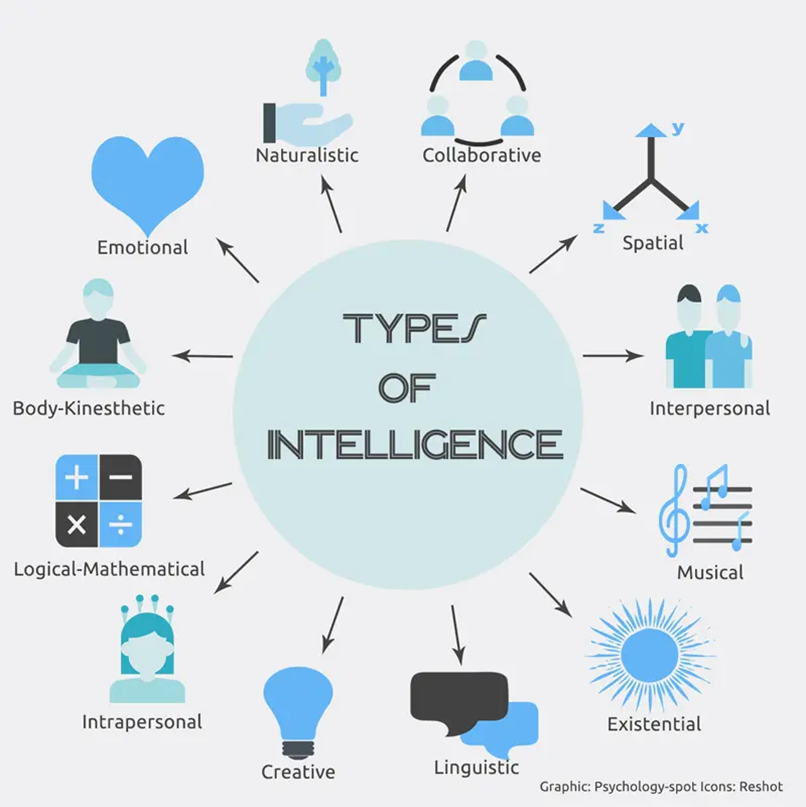 Naturalistic
Collaborative
y
z
x
Spatial
Emotional
TYPES
OF
INTELLIGENCE
Body-Kinesthetic
Interpersonal
+ −
× ÷
Logical-Mathematical
Musical
Intrapersonal
Existential
Creative
Linguistic
Graphic: Psychology-spot Icons: Reshot